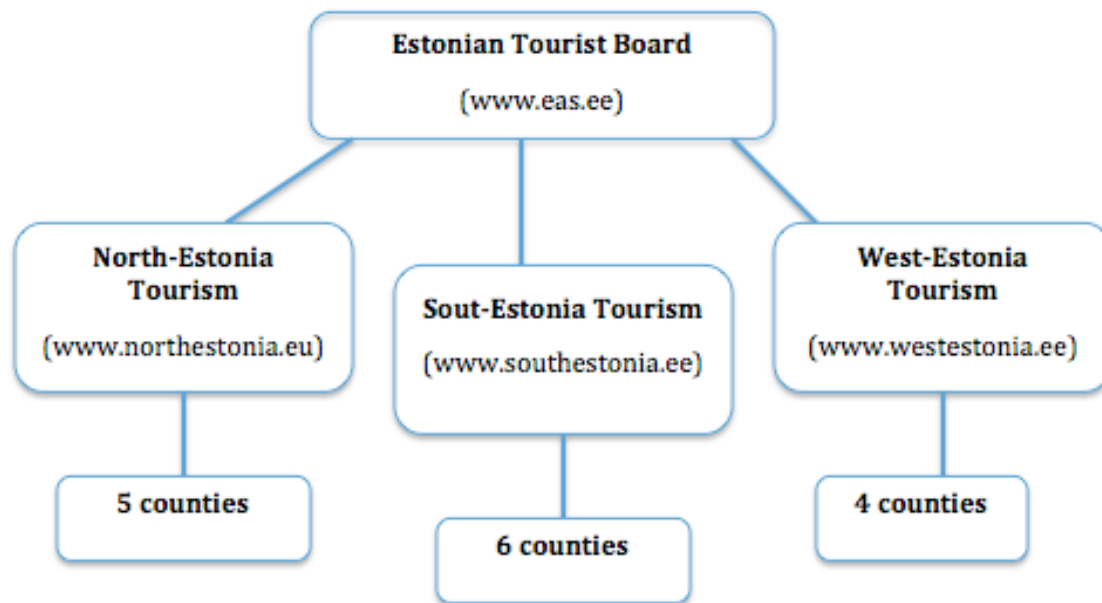 Estonian Tourist Board
(www.eas.ee)
North-Estonia
Tourism
(www.northestonia.eu)
Sout-Estonia Tourism
(www.southestonia.ee)
West-Estonia
Tourism
(www.westestonia.ee)
5 counties
6 counties
4 counties